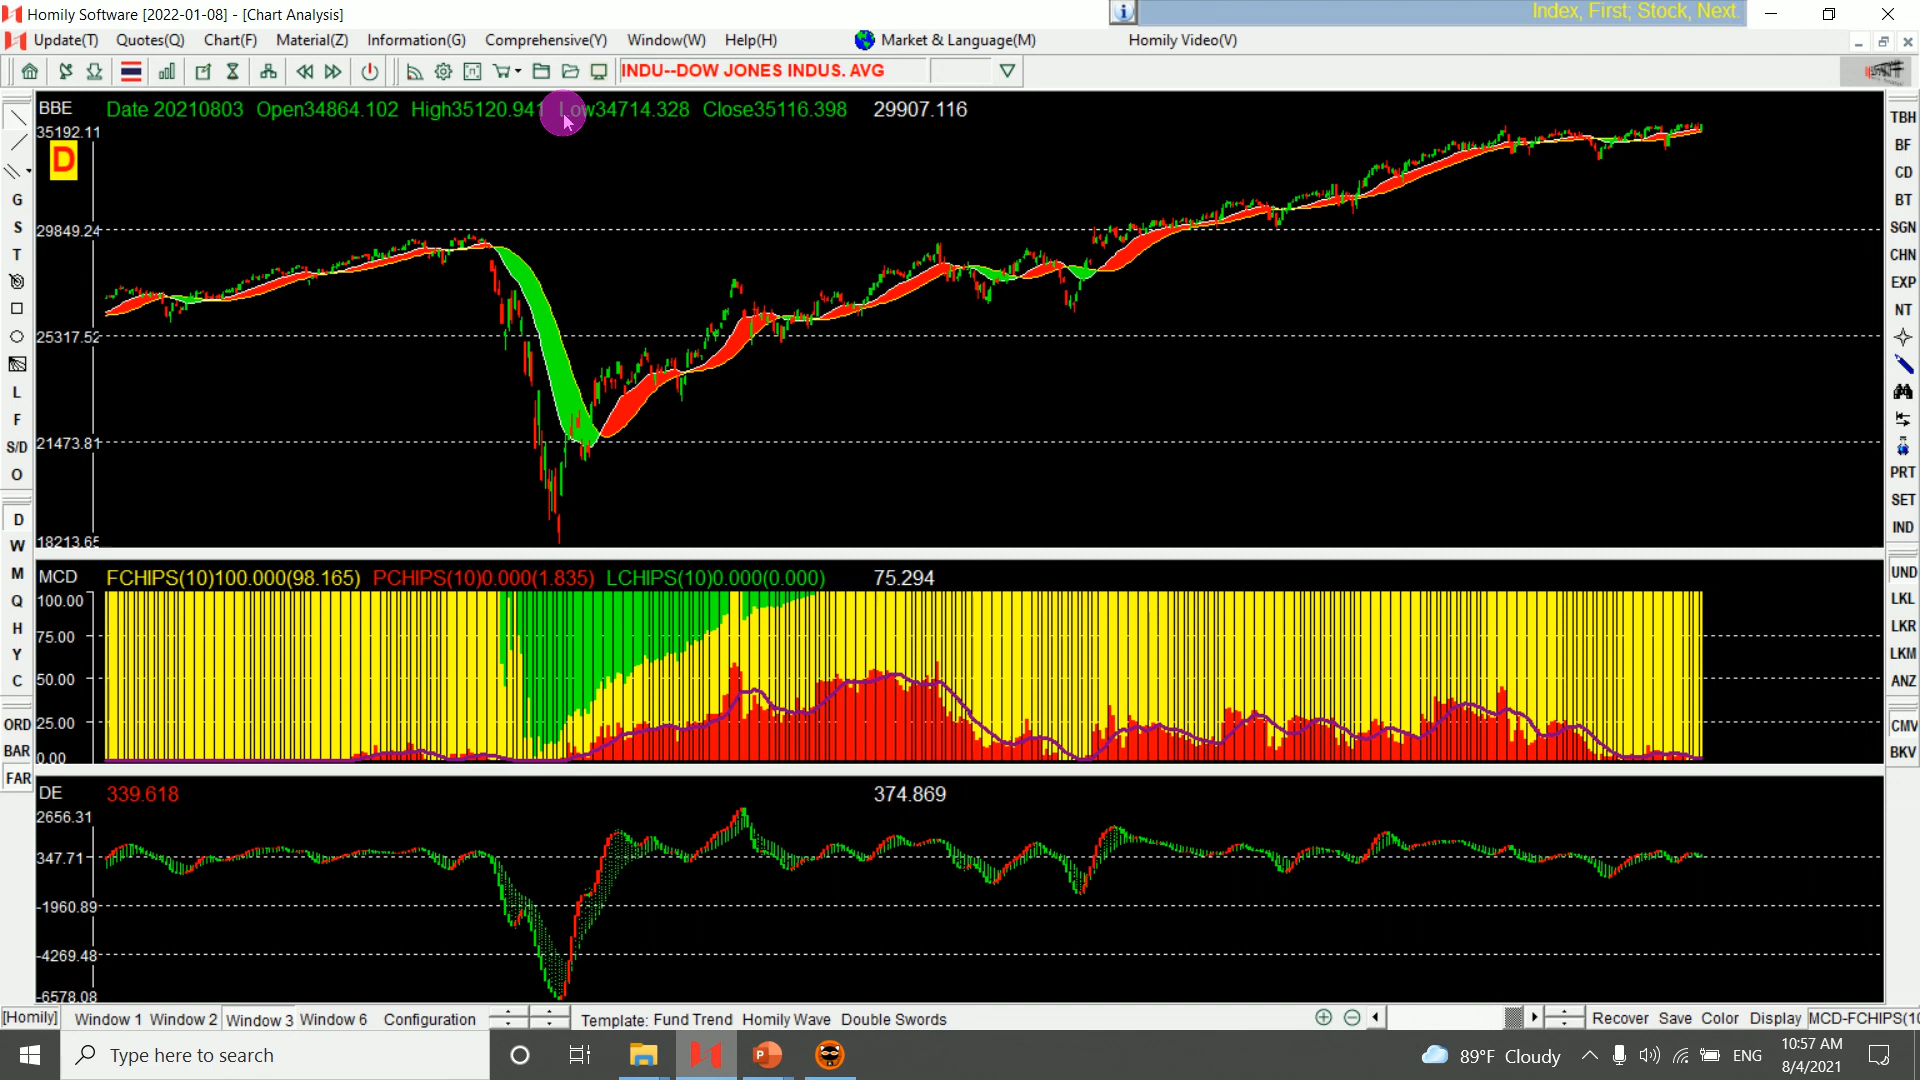 Homily Software [2022-01-08] - [Chart Analysis]
Index, First; Stock, Next.
Update(T) Quotes(Q) Chart(F) Material(Z) Information(G) Comprehensive(Y) Window(W) Help(H) Market & Language(M) Homily Video(V)
INDU--DOW JONES INDUS. AVG
BBE Date 20210803 Open34864.102 High35120.941 Low34714.328 Close35116.398 29907.116
35192.11
D
29849.24
25317.52
21473.81
18213.65
MCD FCHIPS(10)100.000(98.165) PCHIPS(10)0.000(1.835) LCHIPS(10)0.000(0.000) 75.294
100.00
75.00
50.00
25.00
0.00
DE 339.618 374.869
2656.31
347.71
-1960.89
-4269.48
-6578.08
G
S
T
L
F
S/D
O
D
W
M
Q
H
Y
C
ORD
BAR
FAR
TBH
BF
CD
BT
SGN
CHN
EXP
NT
PRT
SET
IND
UND
LKL
LKR
LKM
ANZ
CMV
BKV
[Homily] Window 1 Window 2 Window 3 Window 6 Configuration Template: Fund Trend Homily Wave Double Swords Recover Save Color Display MCD-FCHIPS(10
Type here to search
89°F Cloudy ENG
10:57 AM
8/4/2021